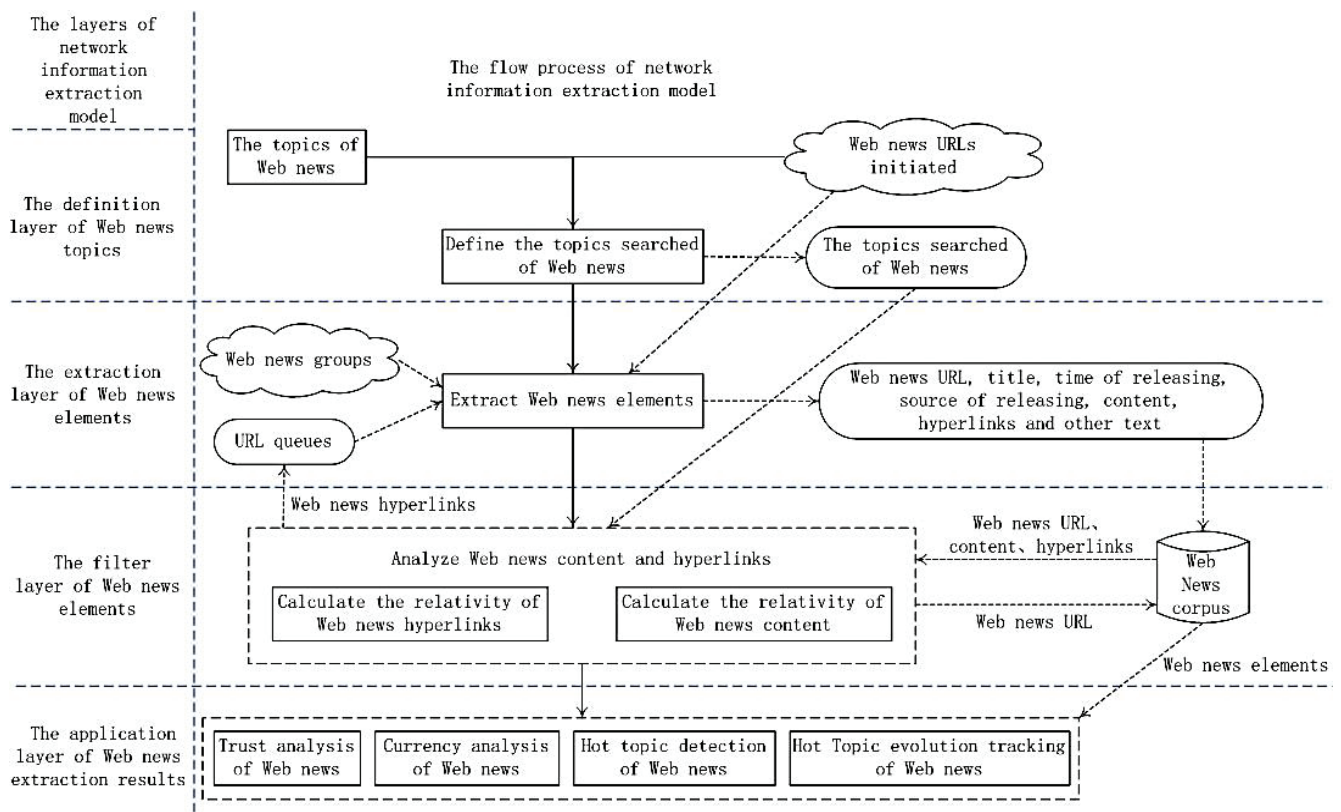 The layers of
network
information
extraction
model
The flow process of network
information extraction model
The definition
layer of Web news
topics
The topics of
Web news
Web news URLs
initiated
Define the topics searched
of Web news
The topics searched
of Web news
The extraction
layer of Web news
elements
Web news groups
URL queues
Extract Web news elements
Web news URL, title, time of releasing,
source of releasing, content,
hyperlinks and other text
Web news hyperlinks
The filter
layer of Web news
elements
Analyze Web news content and hyperlinks
Calculate the relativity of
Web news hyperlinks
Calculate the relativity of
Web news content
Web news URL、
content、hyperlinks
Web news URL
Web
News
corpus
Web news elements
The application
layer of Web news
extraction results
Trust analysis
of Web news
Currency analysis
of Web news
Hot topic detection
of Web news
Hot Topic evolution tracking
of Web news